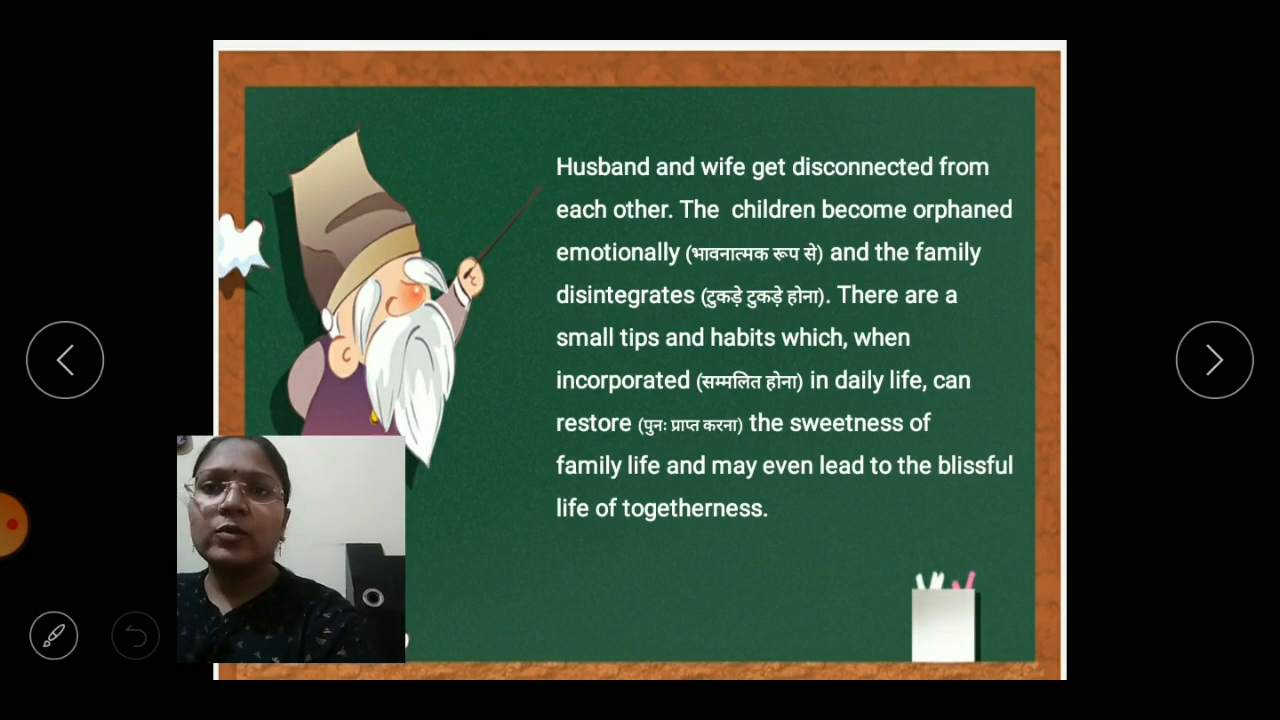 Husband and wife get disconnected from
each other. The children become orphaned
emotionally (भावनात्मक रूप से) and the family
disintegrates (टुकड़े टुकड़े होना). There are a
small tips and habits which, when
incorporated (सम्मलित होना) in daily life, can
restore (पुनः प्राप्त करना) the sweetness of
family life and may even lead to the blissful
life of togetherness.